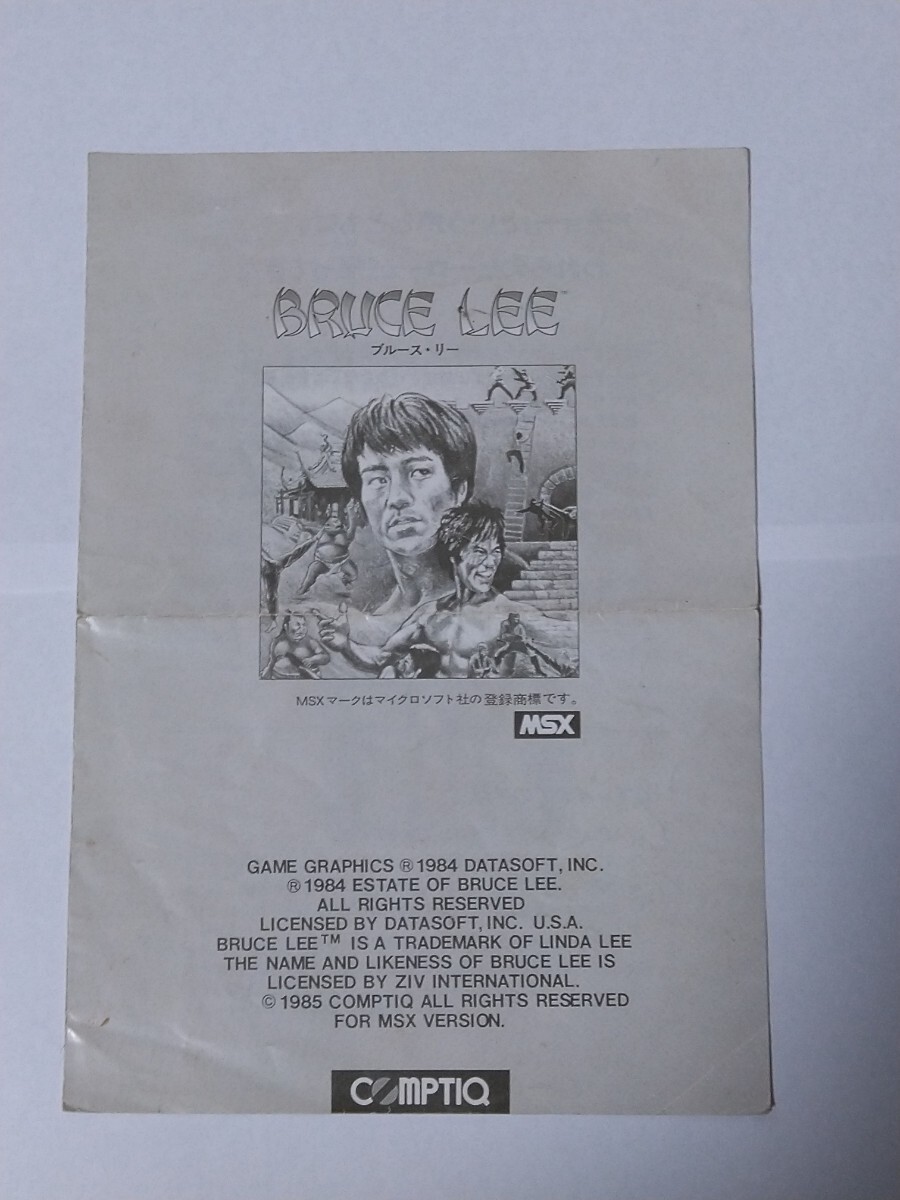 BRUCE LEE™
ブルース・リー
MSXマークはマイクロソフト社の登録商標です。
MSX
GAME GRAPHICS ® 1984 DATASOFT, INC.
® 1984 ESTATE OF BRUCE LEE.
ALL RIGHTS RESERVED
LICENSED BY DATASOFT, INC. U.S.A.
BRUCE LEE™ IS A TRADEMARK OF LINDA LEE
THE NAME AND LIKENESS OF BRUCE LEE IS
LICENSED BY ZIV INTERNATIONAL.
© 1985 COMPTIQ ALL RIGHTS RESERVED
FOR MSX VERSION.
COMPTIQ